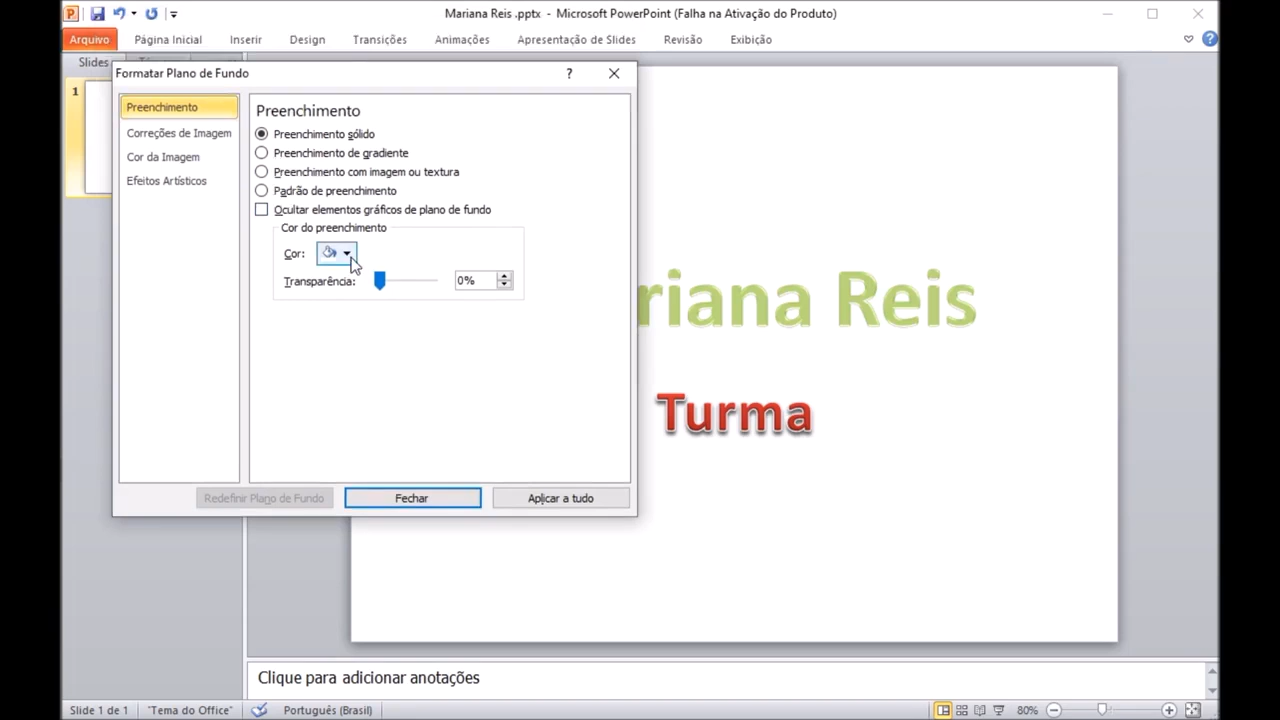 Mariana Reis .pptx - Microsoft PowerPoint (Falha na Ativação do Produto)
Arquivo Página Inicial Inserir Design Transições Animações Apresentação de Slides Revisão Exibição
Slides
Formatar Plano de Fundo
1
Preenchimento
Correções de Imagem
Cor da Imagem
Efeitos Artísticos
Preenchimento
Preenchimento sólido
Preenchimento de gradiente
Preenchimento com imagem ou textura
Padrão de preenchimento
Ocultar elementos gráficos de plano de fundo
Cor do preenchimento
Cor:
Transparência: 0%
Redefinir Plano de Fundo Fechar Aplicar a tudo
riana Reis
Turma
Clique para adicionar anotações
Slide 1 de 1 "Tema do Office" Português (Brasil) 80%